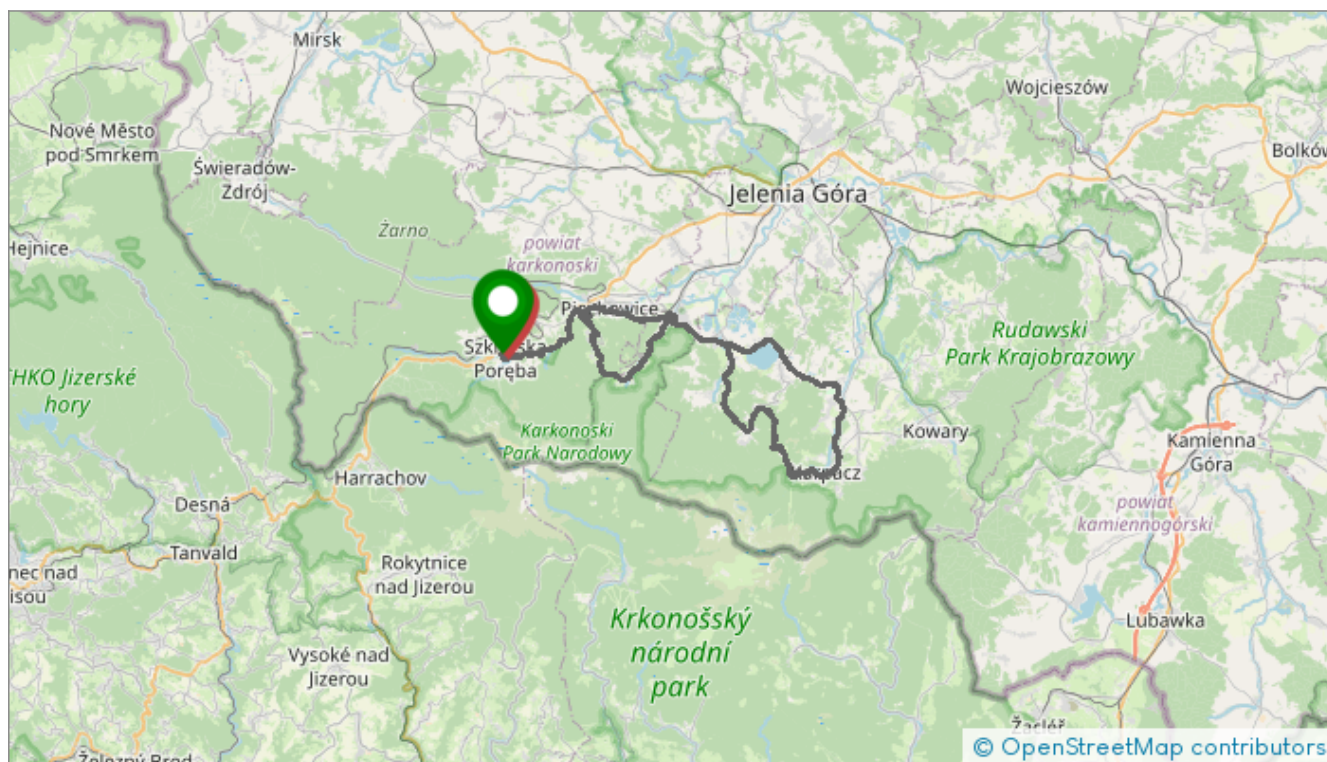 Mirsk
Wojcieszów
Nové Město
pod Smrkem
Bolków
Świeradów-
Zdrój
Jelenia Góra
Żarno
powiat
karkonoski
Hejnice
Rudawski
Park Krajobrazowy
CHKO Jizerské
hory
Poręba
Karkonoski
Park Narodowy
Kowary
Kamienna
Góra
Harrachov
powiat
kamiennogórski
Desná
Tanvald
Rokytnice
nad Jizerou
Krkonošský
národní
park
Lubawka
Vysoké nad
Jizerou
Žacléř
© OpenStreetMap contributors